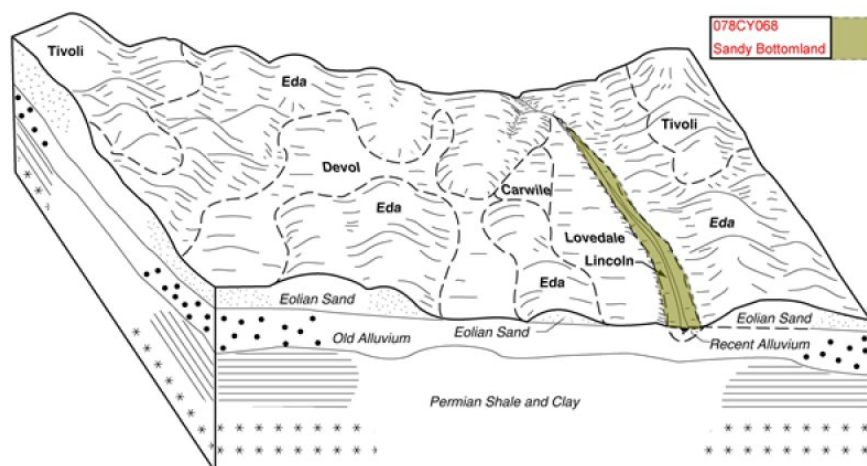 078CY068
Sandy Bottomland
Tivoli
Eda
Tivoli
Devol
Carwile
Eda
Eda
Lovedale
Lincoln
Eda
Eolian Sand
Eolian Sand
Eolian Sand
Old Alluvium
Recent Alluvium
Permian Shale and Clay